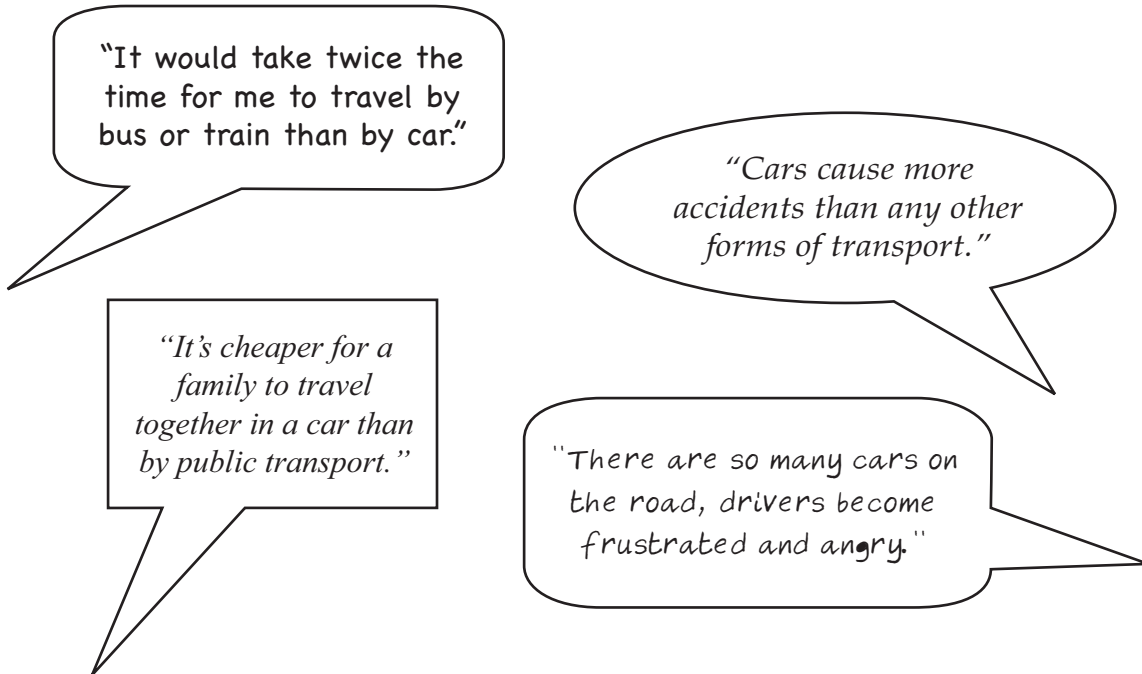 “It would take twice the
time for me to travel by
bus or train than by car.”
“Cars cause more
accidents than any other
forms of transport.”
“It’s cheaper for a
family to travel
together in a car than
by public transport.”
"There are so many cars on
the road, drivers become
frustrated and angry."